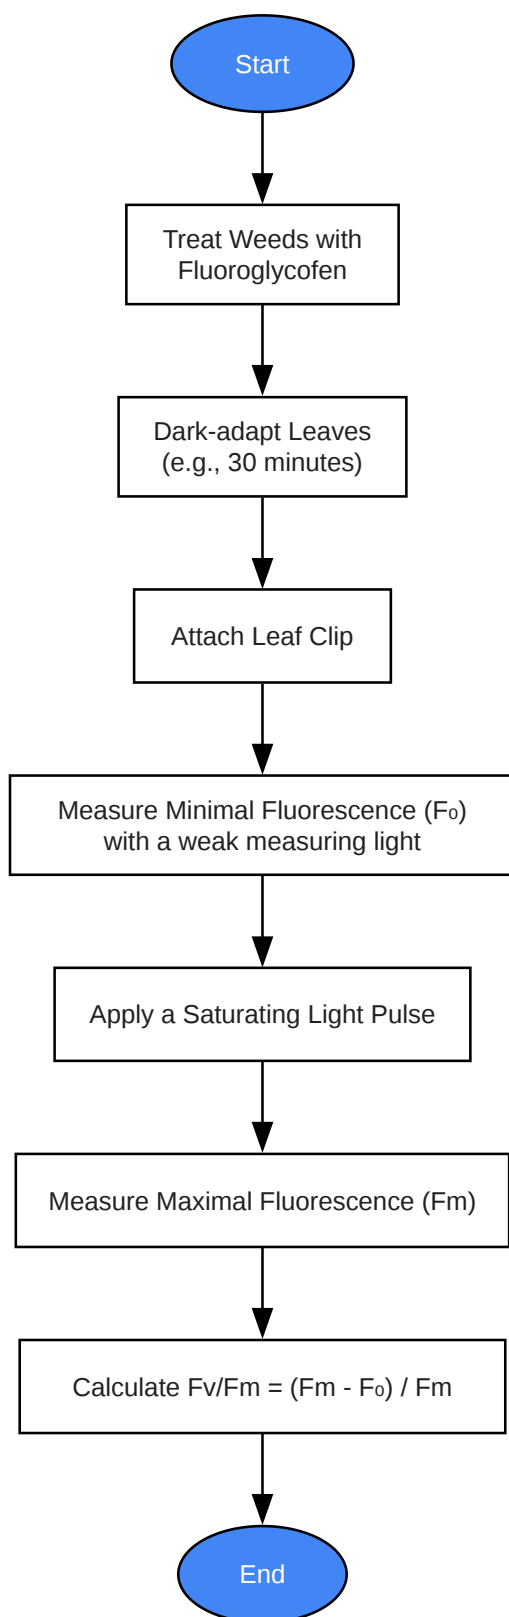 Start
Treat Weeds with
Fluoroglycofen
Dark-adapt Leaves
(e.g., 30 minutes)
Attach Leaf Clip
Measure Minimal Fluorescence (F₀)
with a weak measuring light
Apply a Saturating Light Pulse
Measure Maximal Fluorescence (Fm)
Calculate Fv/Fm = (Fm - F₀) / Fm
End